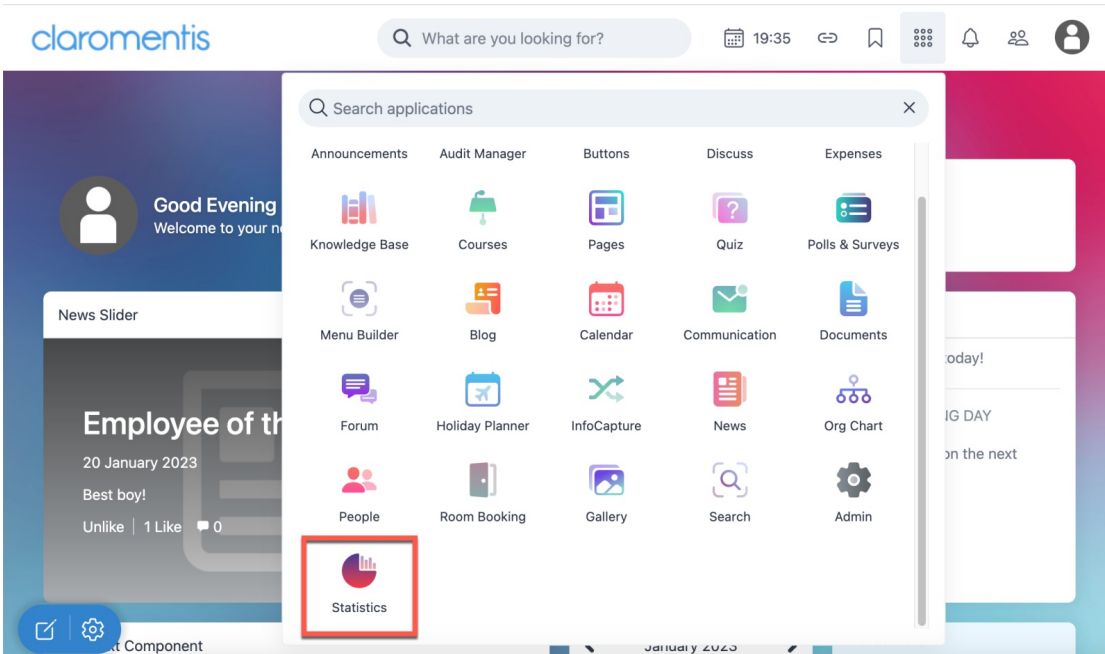 claromentis
What are you looking for?
19:35
Search applications
Announcements Audit Manager Buttons Discuss Expenses
Good Evening
Welcome to your
Knowledge Base Courses Pages Quiz Polls & Surveys
News Slider
Menu Builder Blog Calendar Communication Documents
today!
Employee of
Forum Holiday Planner InfoCapture News Org Chart
DAY
20 January 2023
on the next
Best boy!
People Room Booking Gallery Search Admin
Unlike 1 Like 0
Statistics
Component
January 2023